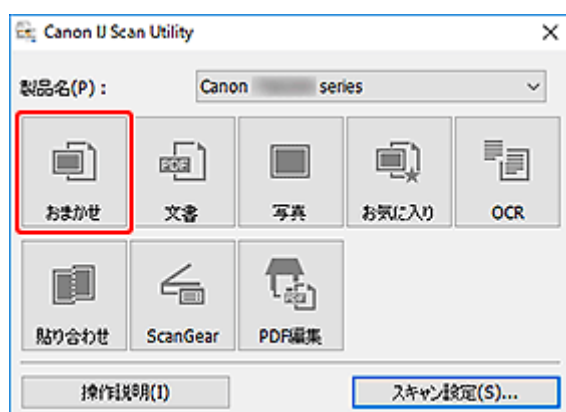 Canon IJ Scan Utility
製品名(P) :
Canon series
おまかせ
文書
写真
お気に入り
OCR
貼り合わせ
ScanGear
PDF編集
操作説明(I)
スキャン設定(S)...